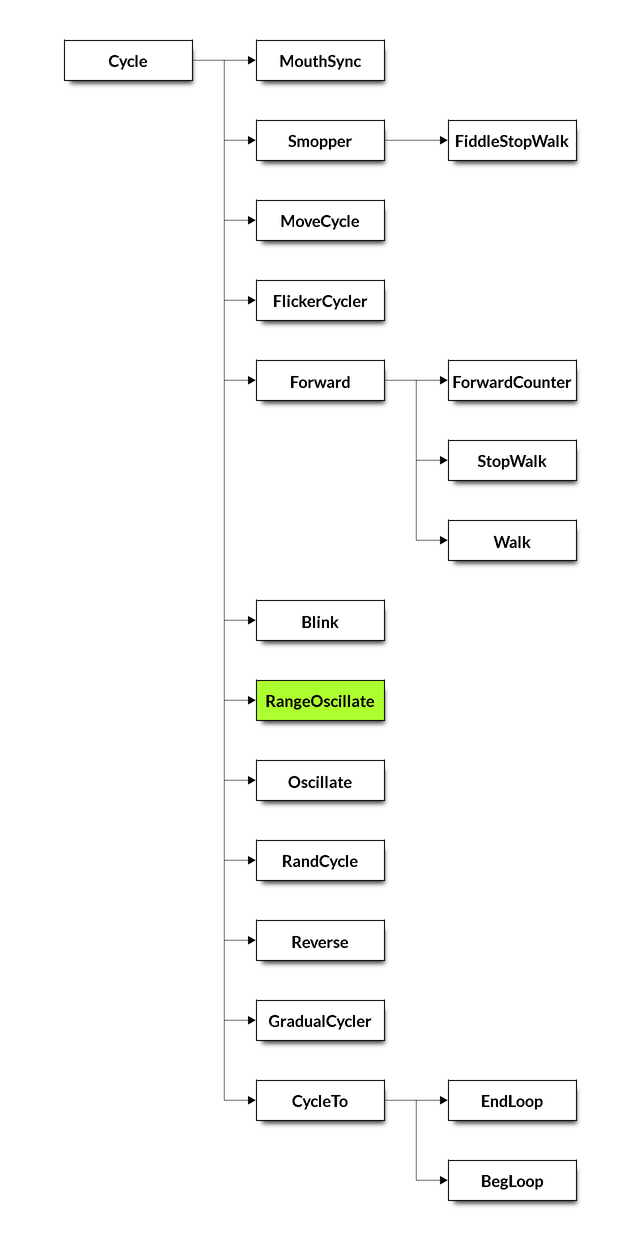 Cycle
MouthSync
Smopper
FiddleStopWalk
MoveCycle
FlickerCycler
Forward
ForwardCounter
StopWalk
Walk
Blink
RangeOscillate
Oscillate
RandCycle
Reverse
GradualCycler
CycleTo
EndLoop
BegLoop